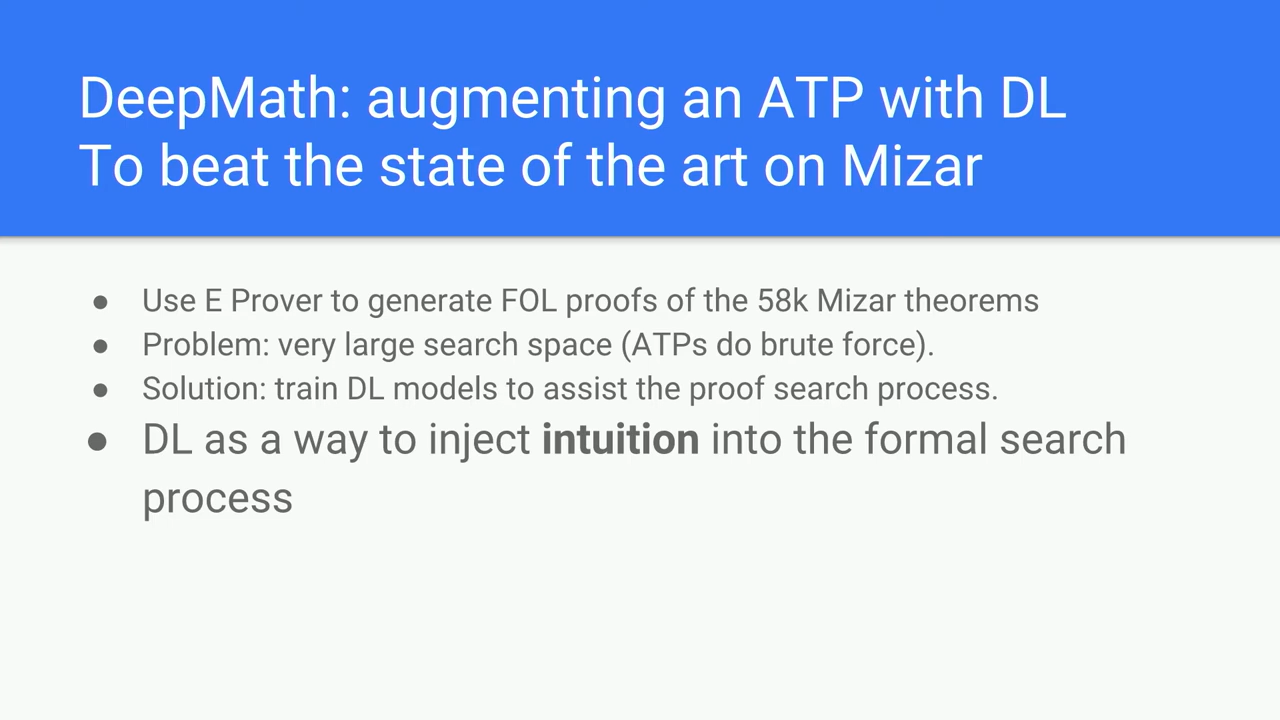 DeepMath: augmenting an ATP with DL
To beat the state of the art on Mizar
● Use E Prover to generate FOL proofs of the 58k Mizar theorems
● Problem: very large search space (ATPs do brute force).
● Solution: train DL models to assist the proof search process.
● DL as a way to inject intuition into the formal search
process